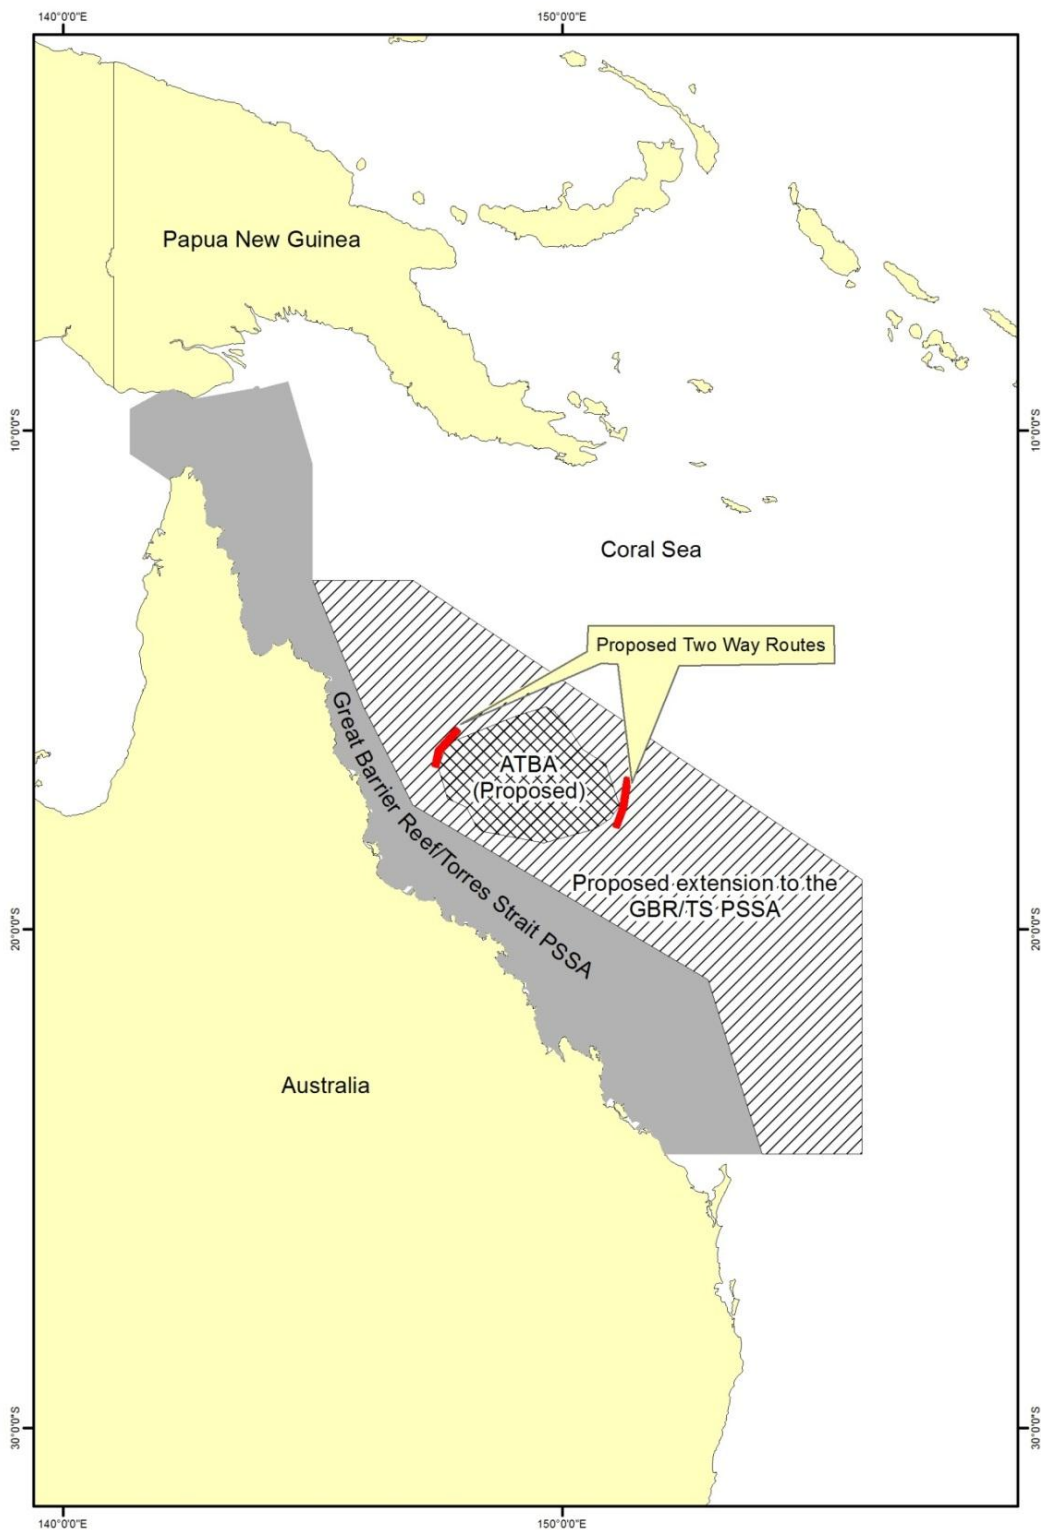 140°0'0"E
150°0'0"E
Papua New Guinea
10°0'0"S
10°0'0"S
Coral Sea
Proposed Two Way Routes
ATBA
(Proposed)
Great Barrier Reef/Torres Strait PSSA
Proposed extension to the
GBR/TS PSSA
20°0'0"S
20°0'0"S
Australia
30°0'0"S
30°0'0"S
140°0'0"E
150°0'0"E